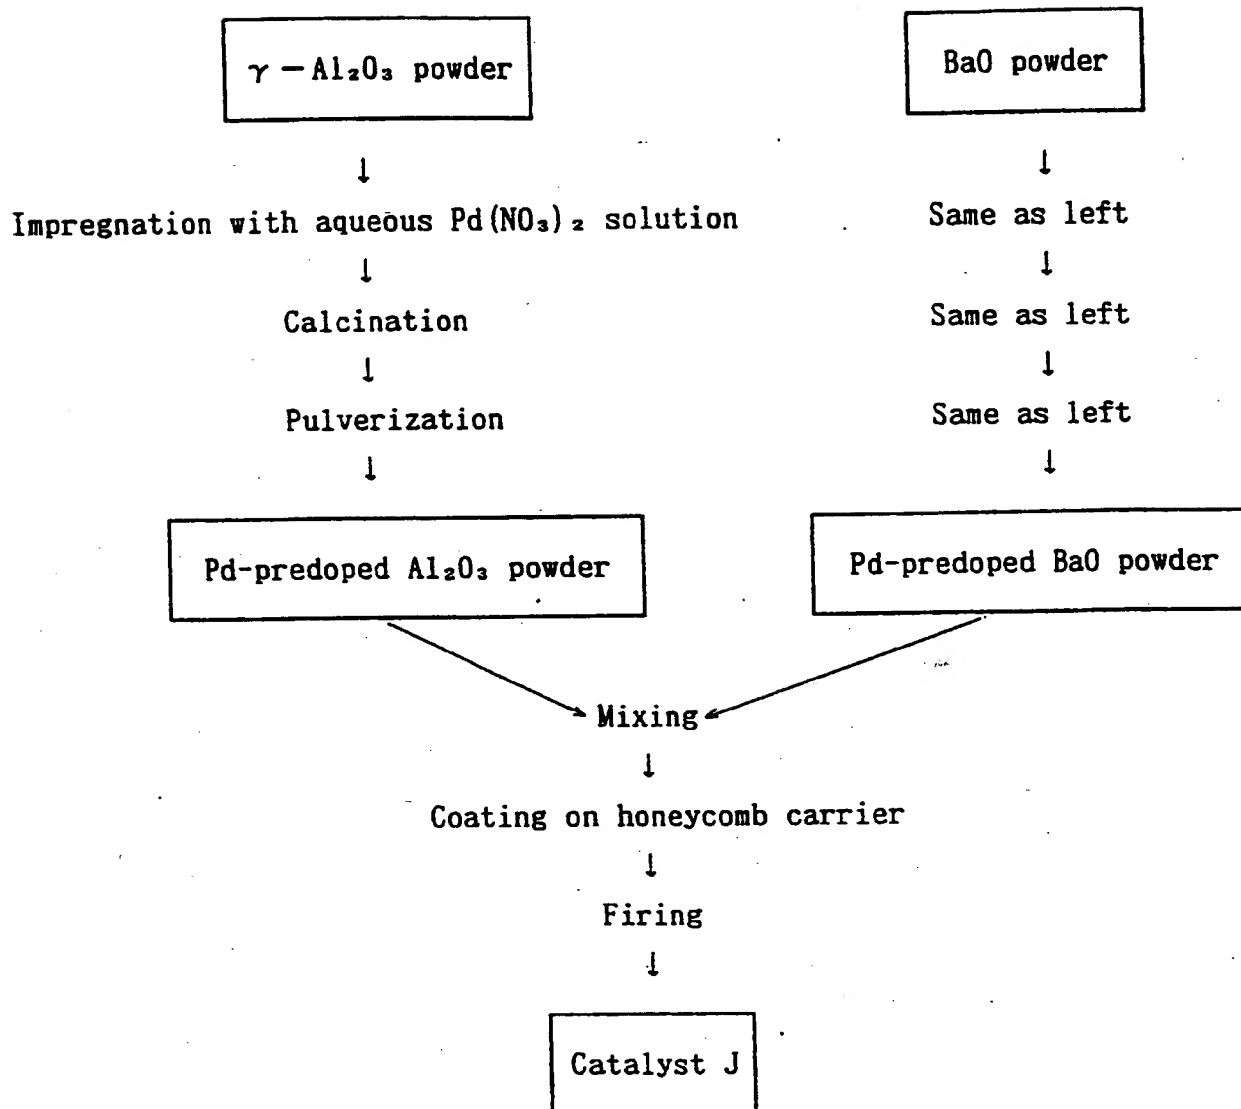 γ-Al₂O₃ powder
BaO powder
↓
↓
Impregnation with aqueous Pd(NO₃)₂ solution
Same as left
↓
↓
Calcination
Same as left
↓
↓
Pulverization
Same as left
↓
↓
Pd-predoped Al₂O₃ powder
Pd-predoped BaO powder
Mixing
↓
Coating on honeycomb carrier
↓
Firing
↓
Catalyst J